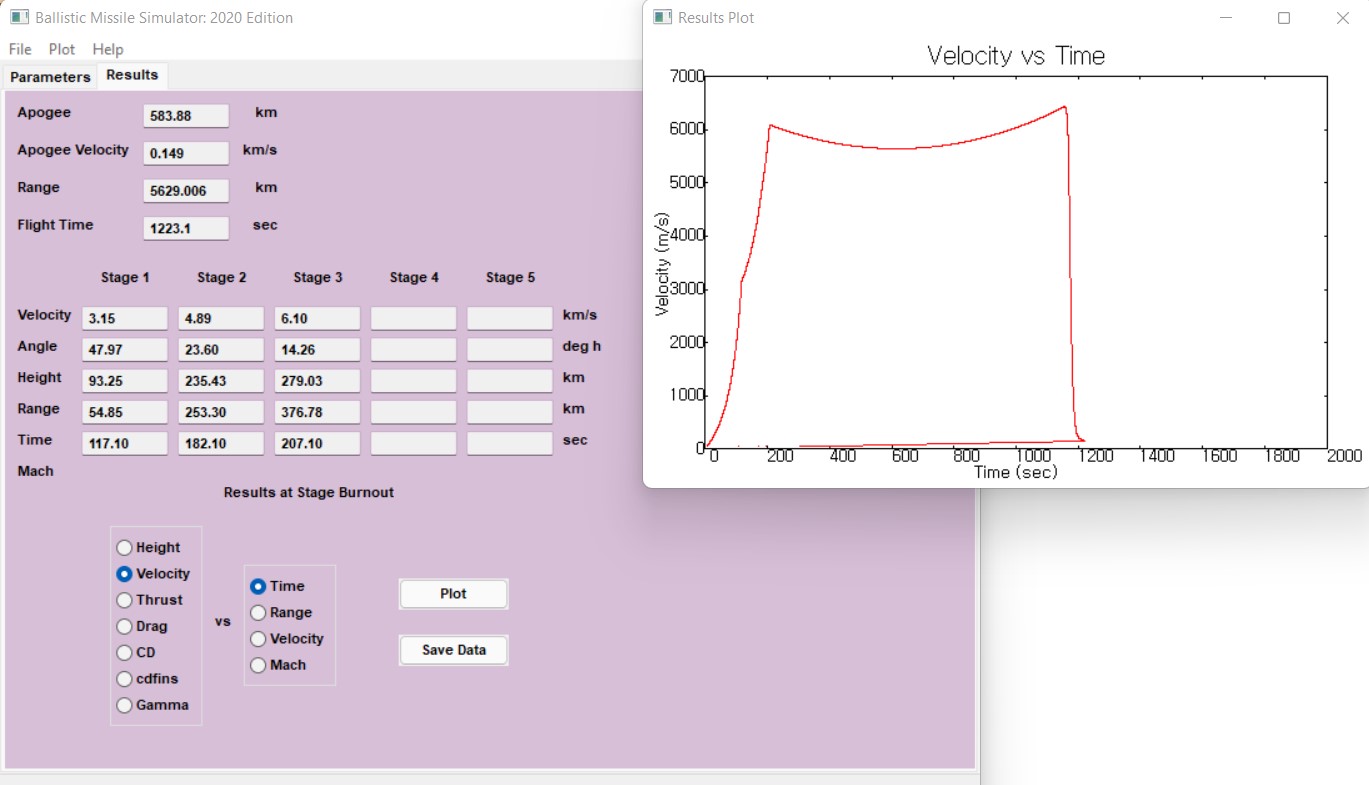 Ballistic Missile Simulator: 2020 Edition
File Plot Help
Parameters Results
Apogee 583.88 km
Apogee Velocity 0.149 km/s
Range 5629.006 km
Flight Time 1223.1 sec
Stage 1 Stage 2 Stage 3 Stage 4 Stage 5
Velocity 3.15 4.89 6.10 km/s
Angle 47.97 23.60 14.26 deg h
Height 93.25 235.43 279.03 km
Range 54.85 253.30 376.78 km
Time 117.10 182.10 207.10 sec
Mach
Results at Stage Burnout
Height
Velocity
Thrust
Drag
CD
cdfins
Gamma
vs
Time
Range
Velocity
Mach
Plot
Save Data
Results Plot
Velocity vs Time
7000
6000
5000
4000
3000
2000
1000
0
Velocity (m/s)
0 200 400 600 800 1000 1200 1400 1600 1800 2000
Time (sec)